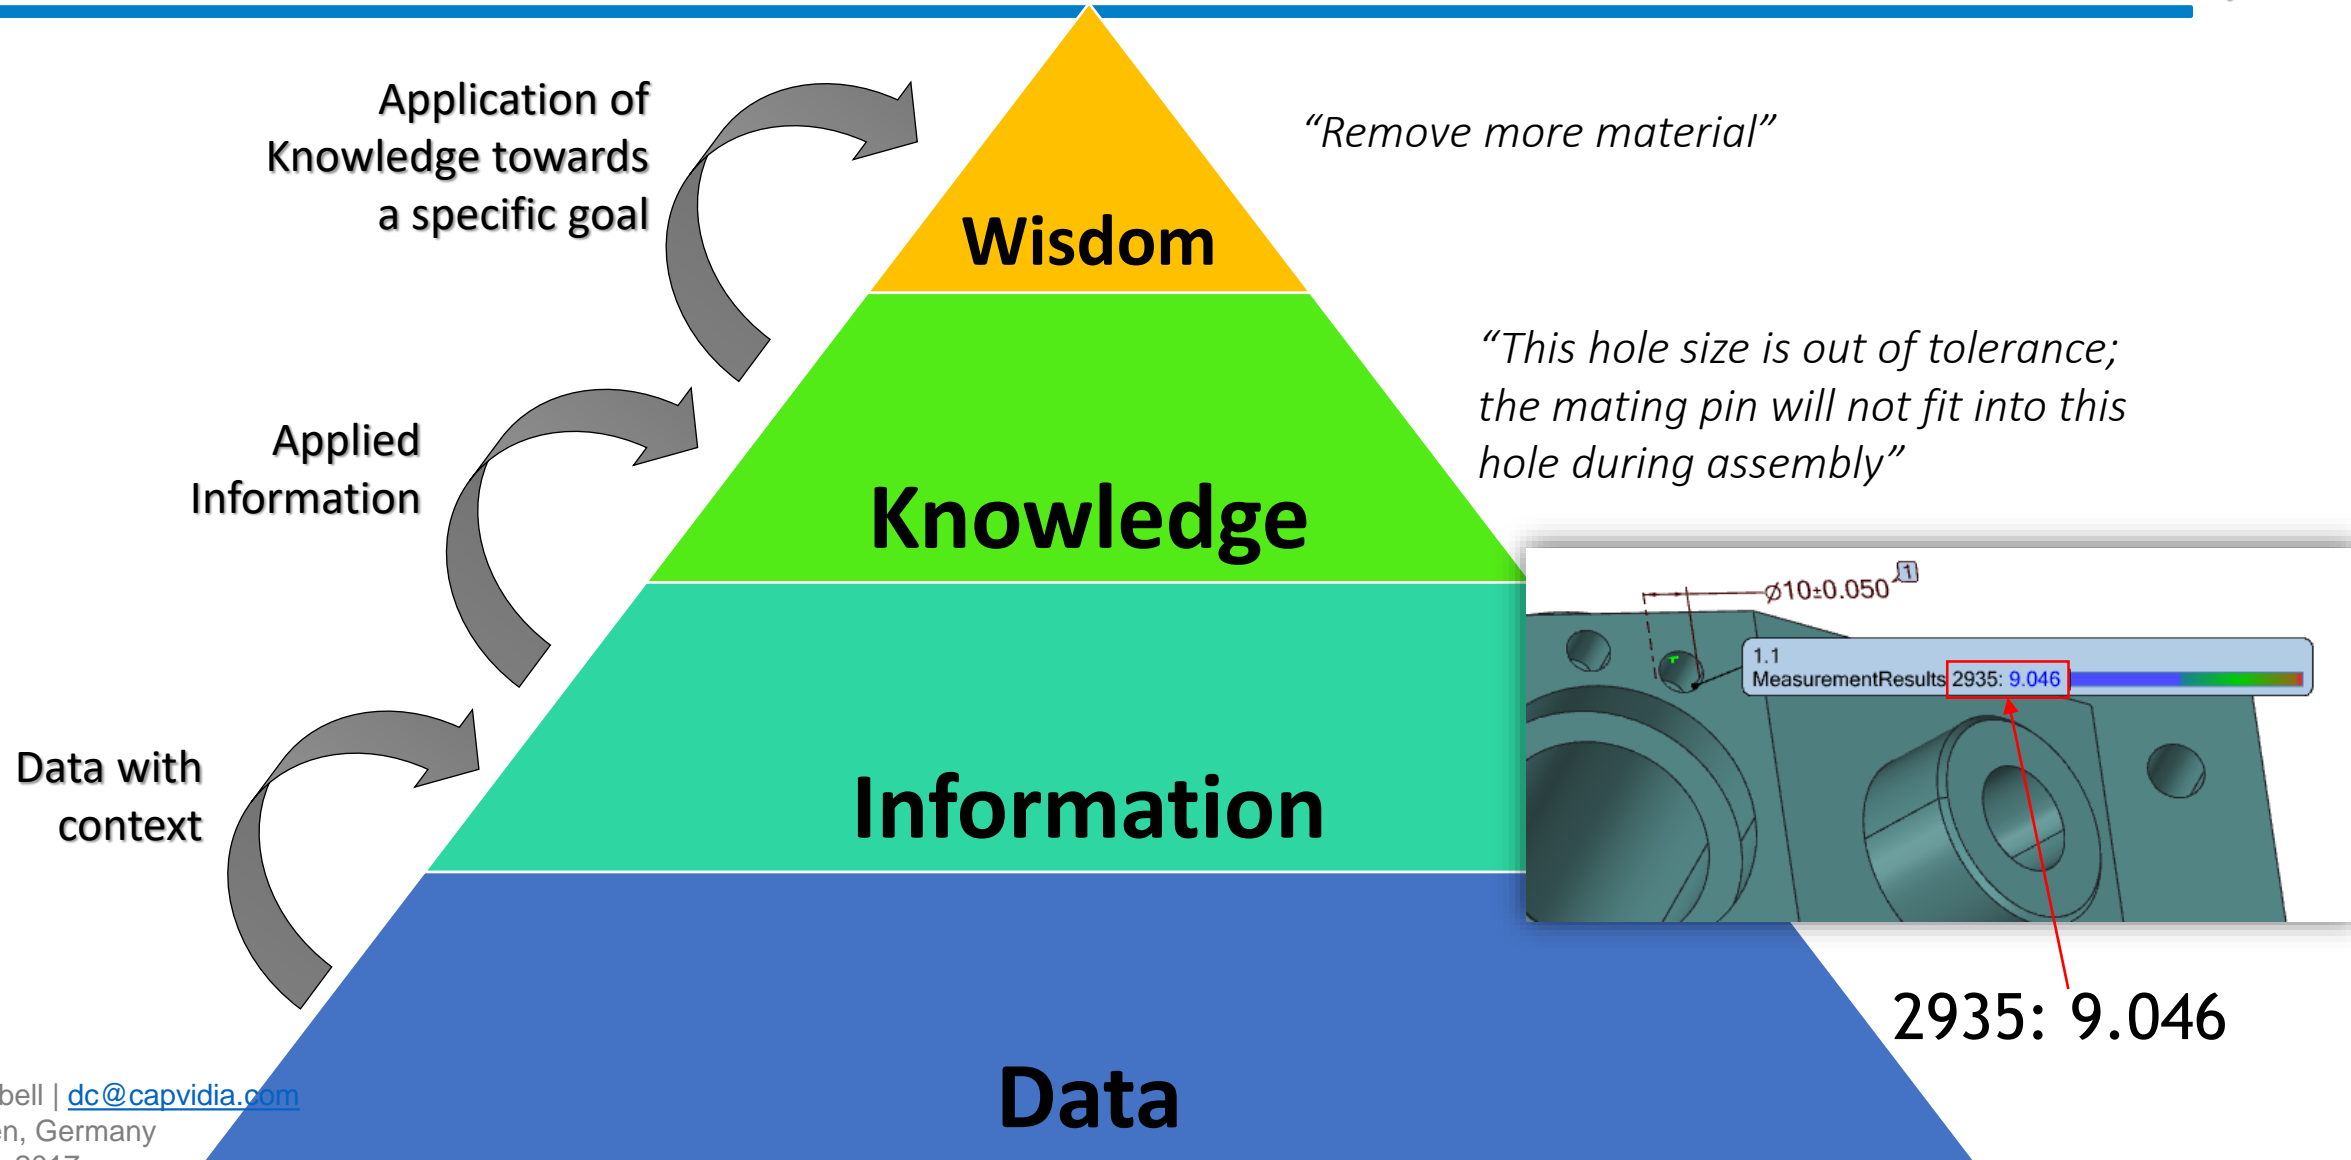 Application of
Knowledge towards
a specific goal
“Remove more material”
Wisdom
“This hole size is out of tolerance;
the mating pin will not fit into this
hole during assembly”
Applied
Information
Knowledge
⌀10±0.050
1
1.1
MeasurementResults 2935: 9.046
Data with
context
Information
2935: 9.046
Data
| dc@capvidia.com
Germany